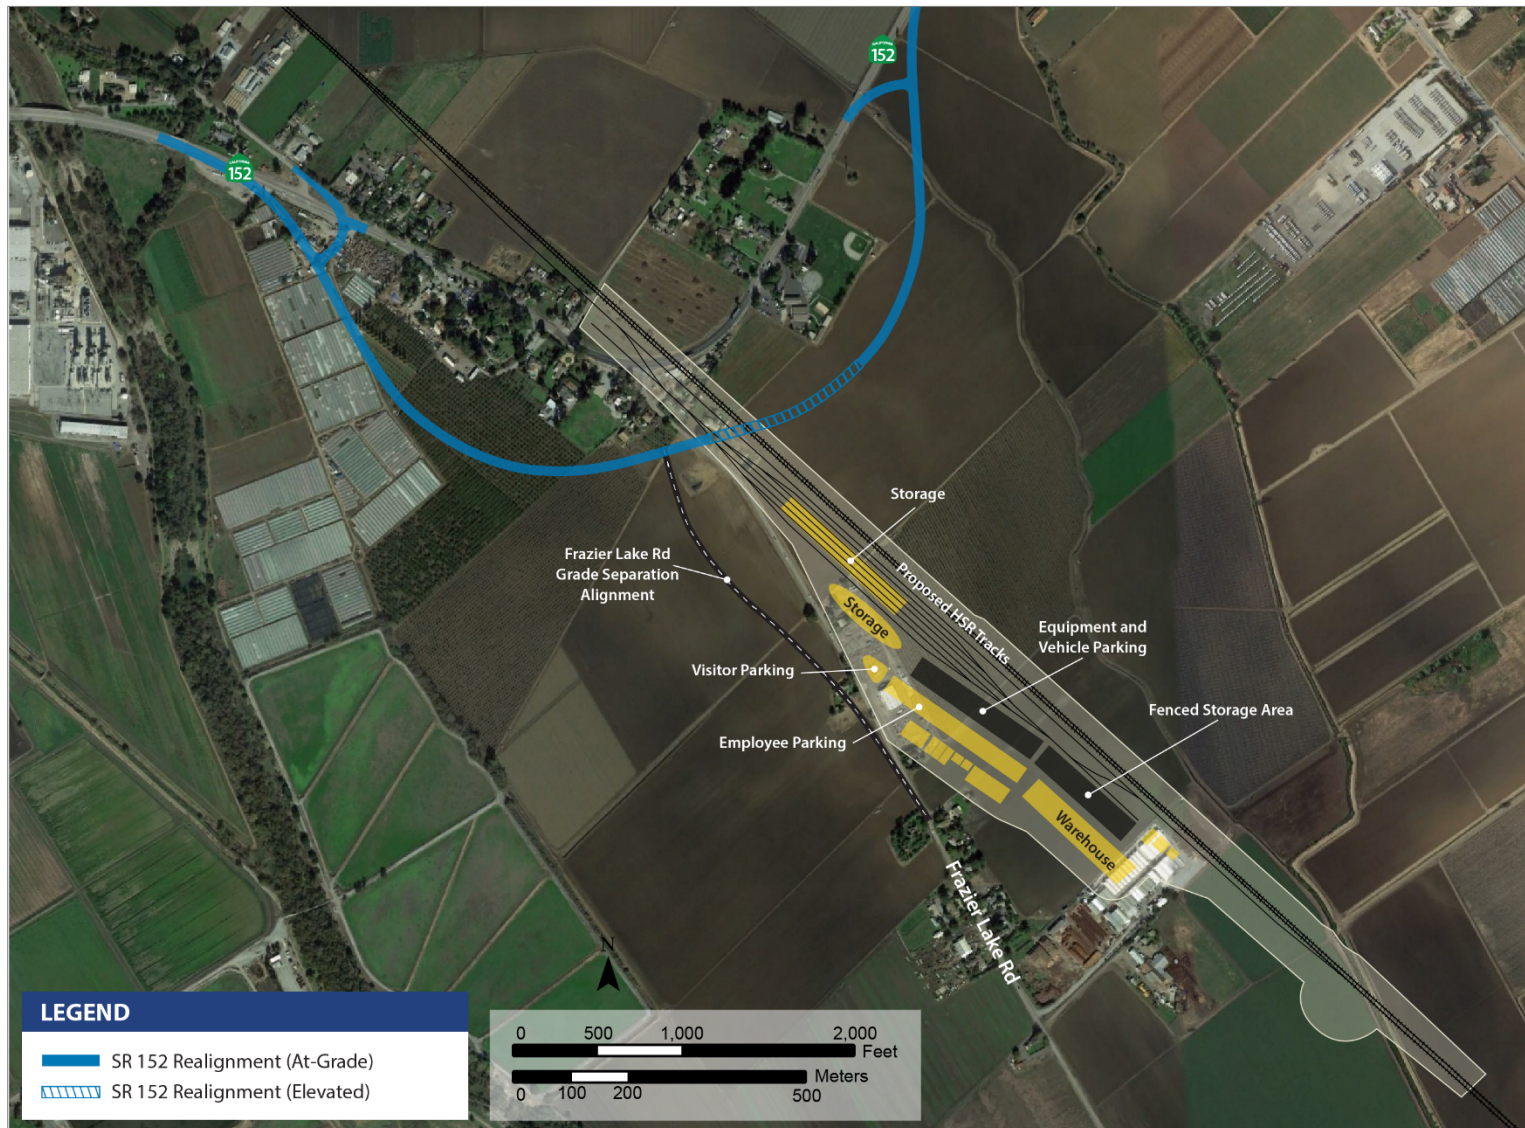 CALIFORNIA
152
CALIFORNIA
152
Storage
Frazier Lake Rd
Grade Separation
Alignment
Proposed HSR Tracks
Storage
Equipment and
Vehicle Parking
Visitor Parking
Fenced Storage Area
Employee Parking
Warehouse
Frazier Lake Rd
N
LEGEND
SR 152 Realignment (At-Grade)
SR 152 Realignment (Elevated)
0 500 1,000 2,000
Feet
Meters
0 100 200 500